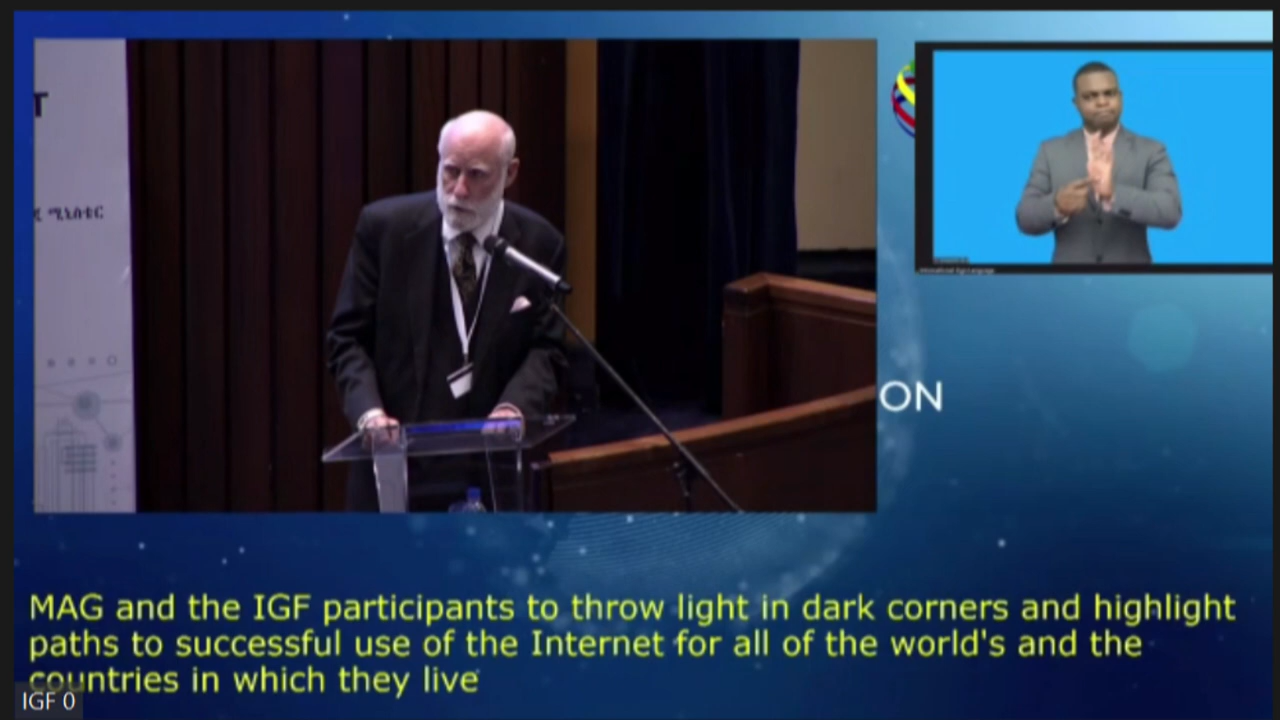 T
ሚኒስቴር
ON
MAG and the IGF participants to throw light in dark corners and highlight
paths to successful use of the Internet for all of the world's and the
countries in which they live
IGF 0